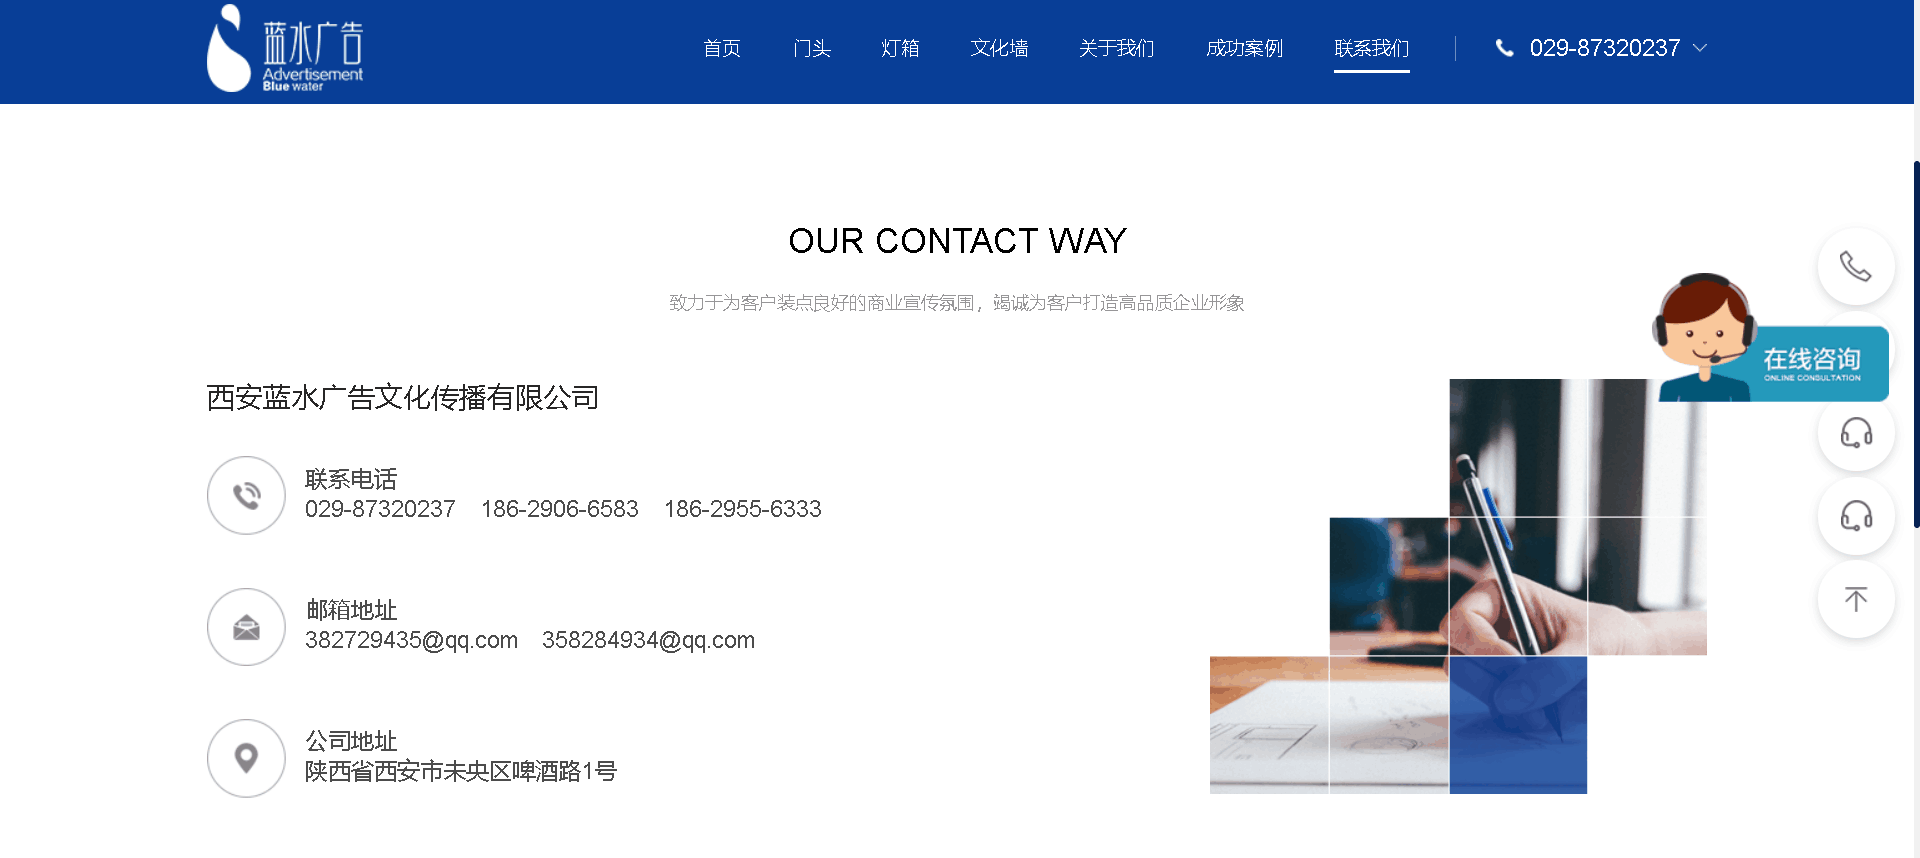 蓝水广告
Advertisement
Blue water
首页 门头 灯箱 文化墙 关于我们 成功案例 联系我们 029-87320237
OUR CONTACT WAY
致力于为客户装点良好的商业宣传氛围，竭诚为客户打造高品质企业形象
在线咨询
ONLINE CONSULTATION
西安蓝水广告文化传播有限公司
联系电话
029-87320237 186-2906-6583 186-2955-6333
邮箱地址
382729435@qq.com 358284934@qq.com
公司地址
陕西省西安市未央区啤酒路1号